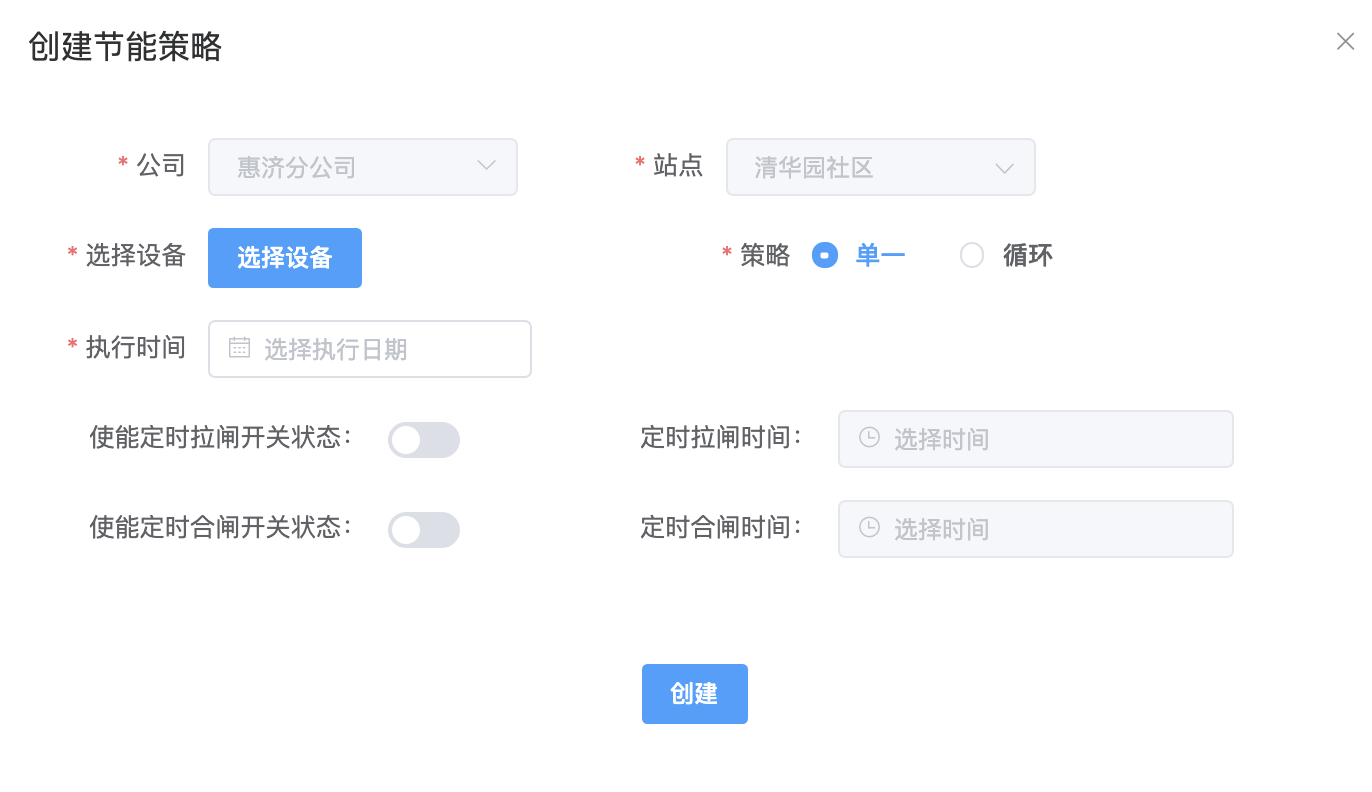 创建节能策略
* 公司 惠济分公司 * 站点 清华园社区
* 选择设备 选择设备 * 策略 单一 循环
* 执行时间 选择执行日期
使能定时拉闸开关状态： 定时拉闸时间： 选择时间
使能定时合闸开关状态： 定时合闸时间： 选择时间
创建